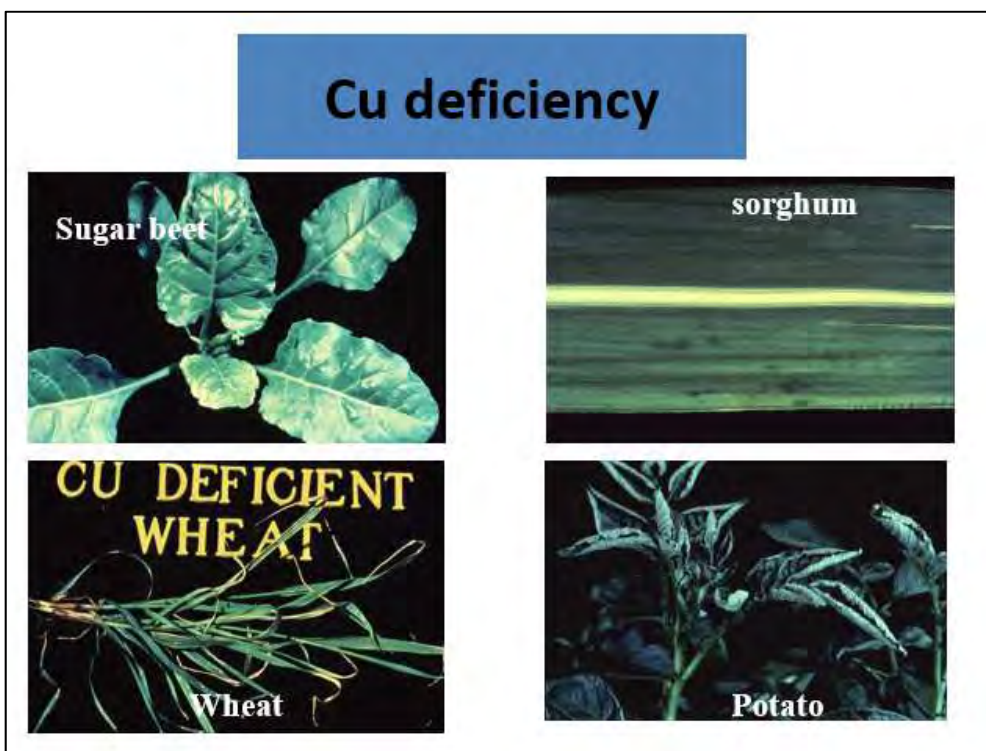 Cu deficiency
Sugar beet
sorghum
CU DEFICIENT
WHEAT
Wheat
Potato